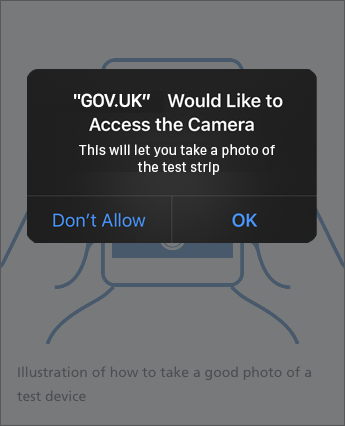 "GOV.UK” Would Like to
Access the Camera
This will let you take a photo of
the test strip
Don’t Allow OK
Illustration of how to take a good photo of a
test device